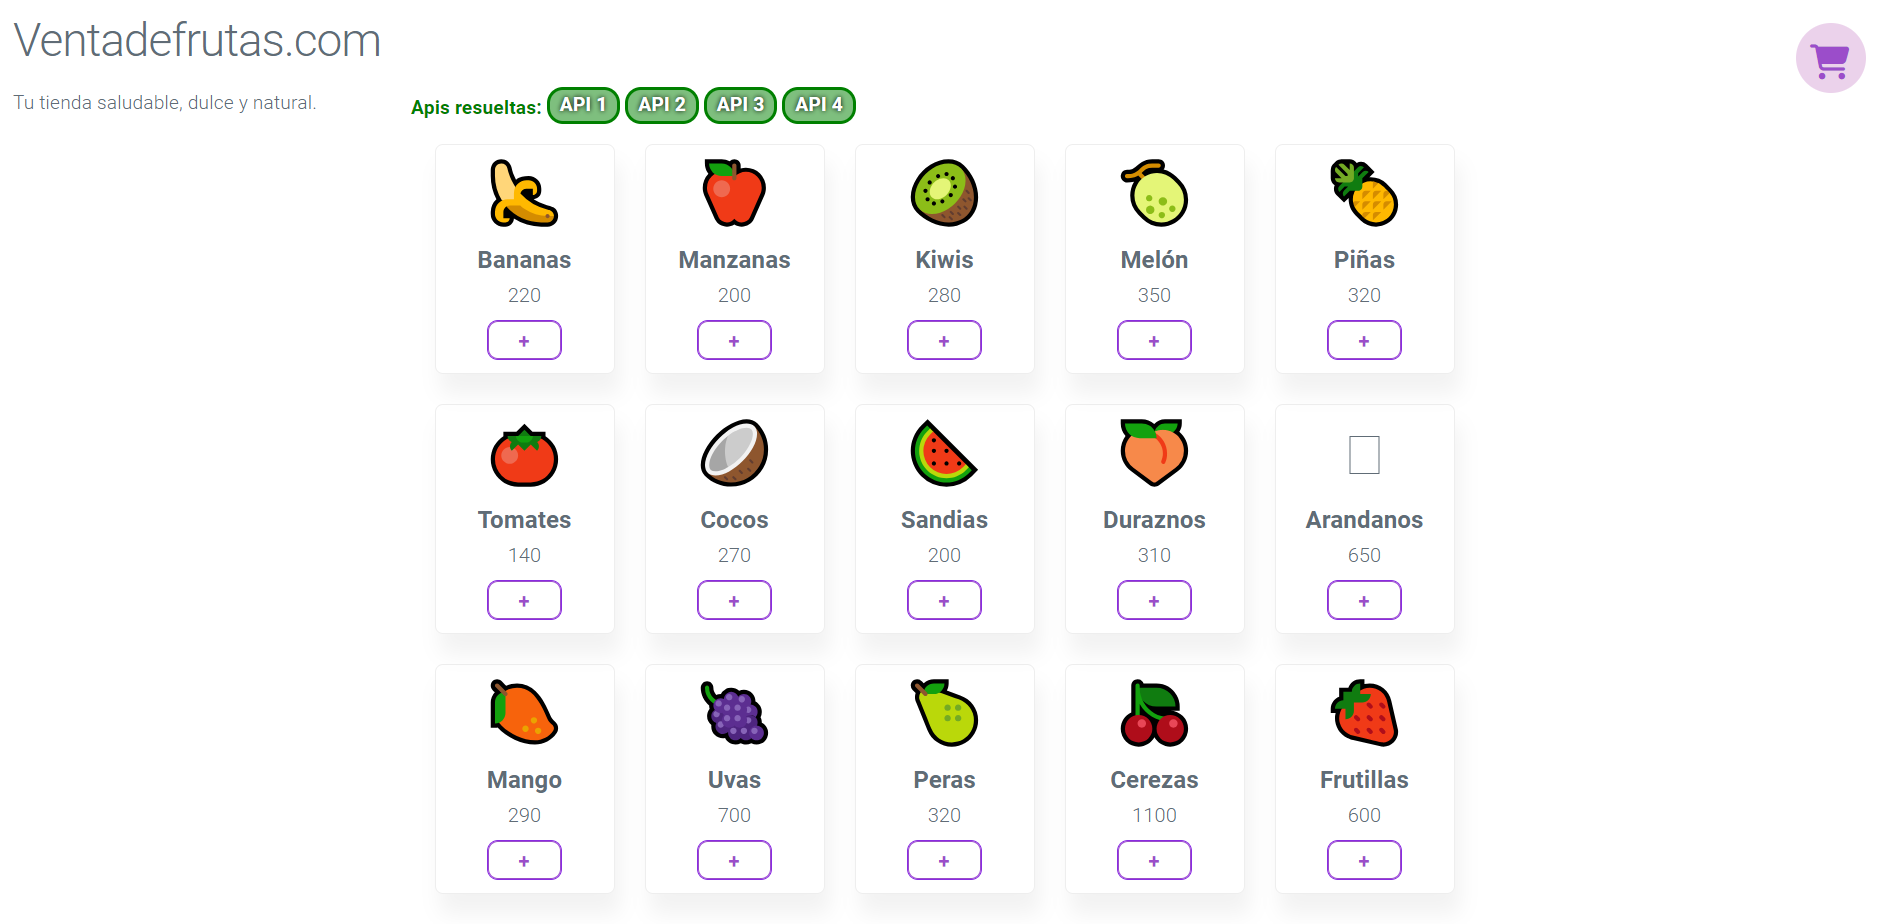 Ventadefrutas.com
Tu tienda saludable, dulce y natural.
Apis resueltas: API 1 API 2 API 3 API 4
Bananas Manzanas Kiwis Melón Piñas
220 200 280 350 320
+ + + + +
Tomates Cocos Sandias Duraznos Arandanos
140 270 200 310 650
+ + + + +
Mango Uvas Peras Cerezas Frutillas
290 700 320 1100 600
+ + + + +